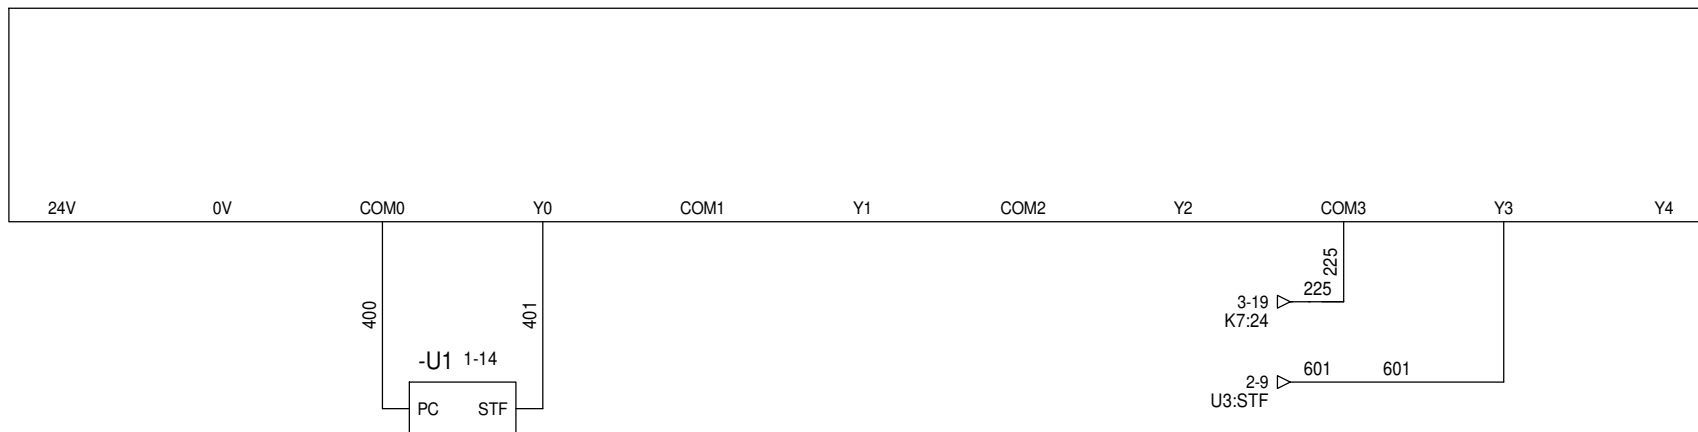 24V 0V COM0 Y0 COM1 Y1 COM2 Y2 COM3 Y3 Y4
400
401
225
225
3-19
K7:24
-U1 1-14
601 601
2-9
U3:STF
PC STF